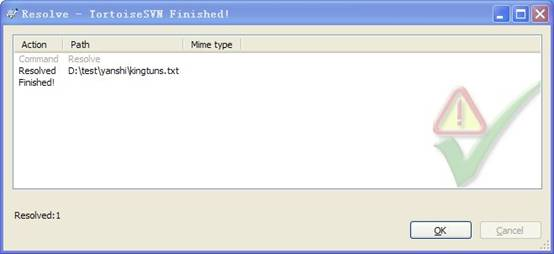 Resolve - TortoiseSVN Finished!
Action Path Mime type
Command Resolve
Resolved D:\test\yanshi\kingtuns.txt
Finished!
Resolved:1
OK Cancel